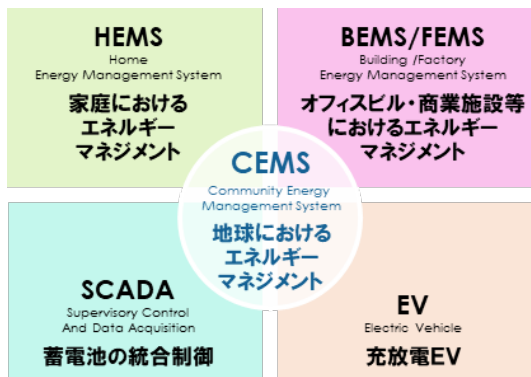 HEMS
Home
Energy Management System
家庭における
エネルギー
マネジメント
BEMS/FEMS
Building /Factory
Energy Management System
オフィスビル・商業施設等
におけるエネルギー
マネジメント
CEMS
Community Energy
Management System
地球における
エネルギー
マネジメント
SCADA
Supervisory Control
And Data Acquisition
蓄電池の統合制御
EV
Electric Vehicle
充放電EV